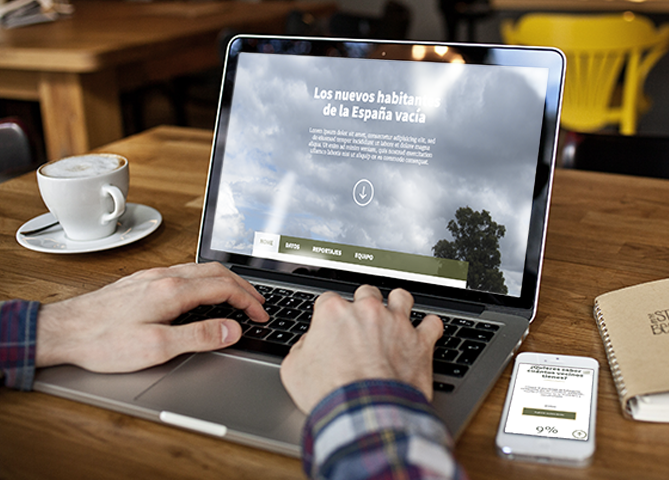 Los nuevos habitantes
de la España vacía
Lorem ipsum dolor sit amet, consectetur adipisicing elit, sed
do eiusmod tempor incididunt ut labore et dolore magna
aliqua. Ut enim ad minim veniam, quis nostrud exercitation
ullamco laboris nisi ut aliquip ex ea commodo consequat.
HOME DATOS REPORTAJES EQUIPO
¿Quieres saber
cuántos vecinos
tienes?
9%